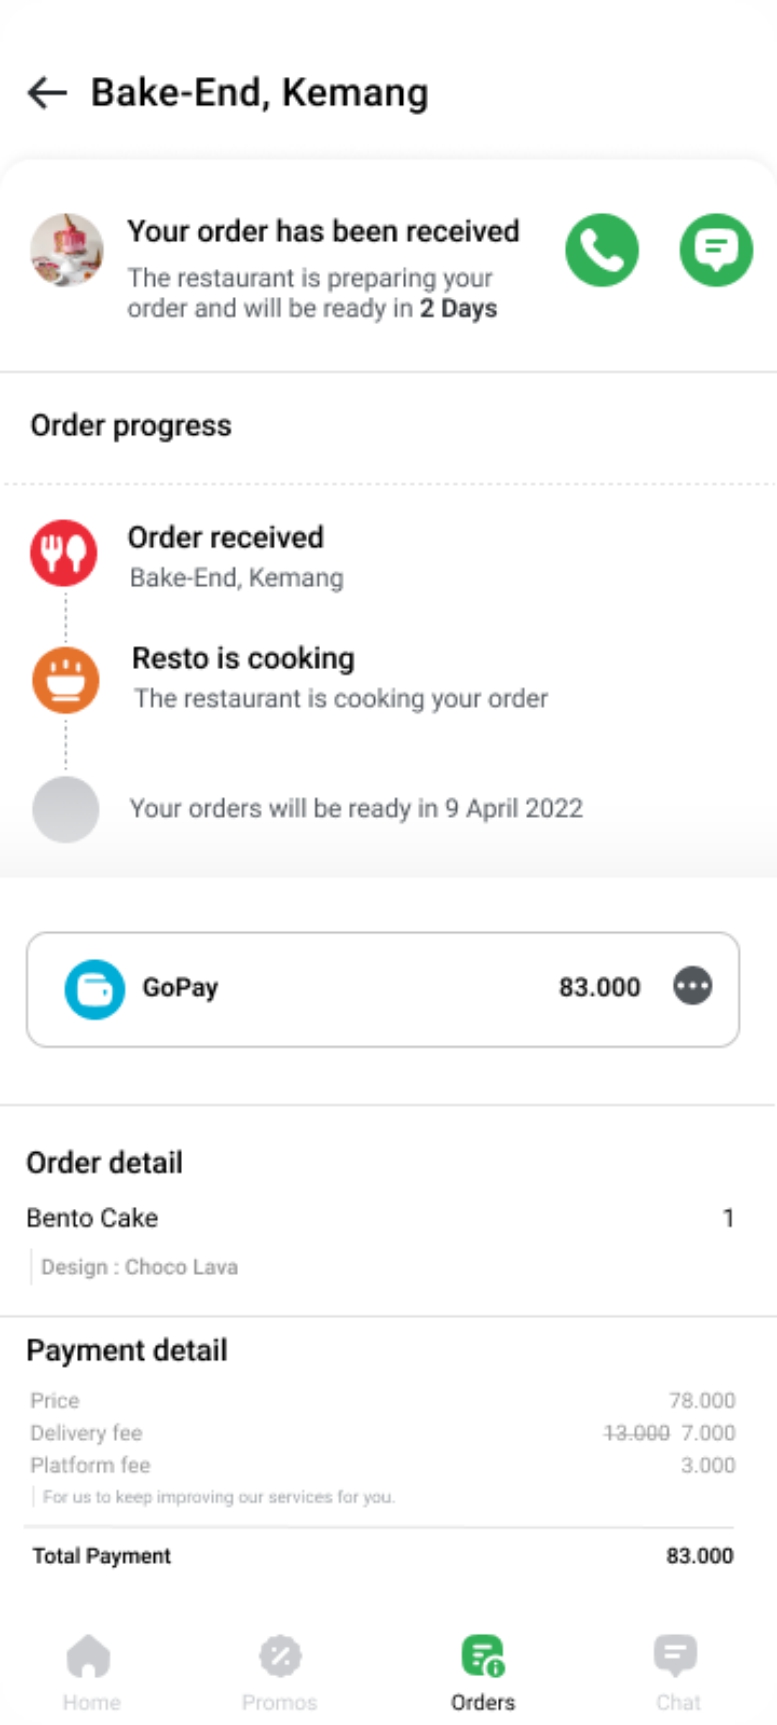 Bake-End, Kemang
Your order has been received
The restaurant is preparing your
order and will be ready in 2 Days
Order progress
Order received
Bake-End, Kemang
Resto is cooking
The restaurant is cooking your order
Your orders will be ready in 9 April 2022
GoPay 83.000
Order detail
Bento Cake 1
Design : Choco Lava
Payment detail
Price 78.000
Delivery fee 13.000 7.000
Platform fee 3.000
For us to keep improving our services for you.
Total Payment 83.000
Home Promos Orders Chat